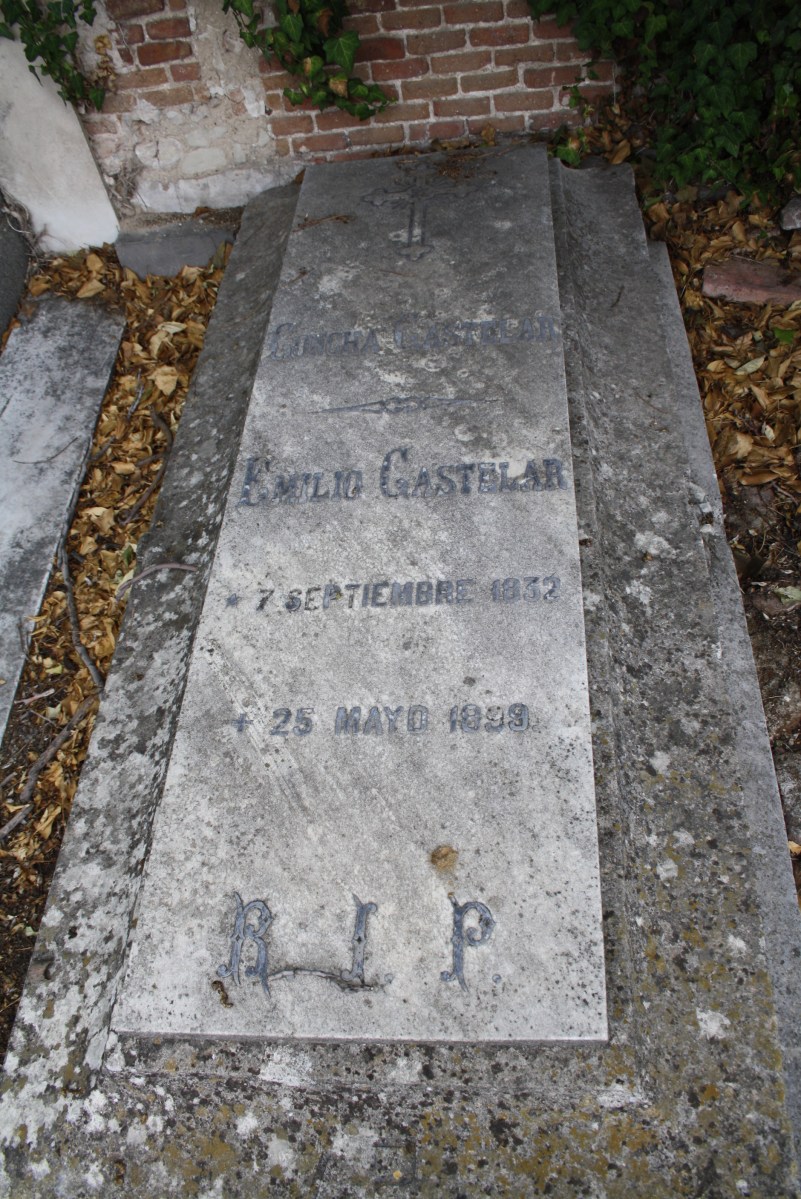 Concha Castelar
Emilio Castelar
* 7 SEPTIEMBRE 1832
+ 25 MAYO 1899
R.I.P.